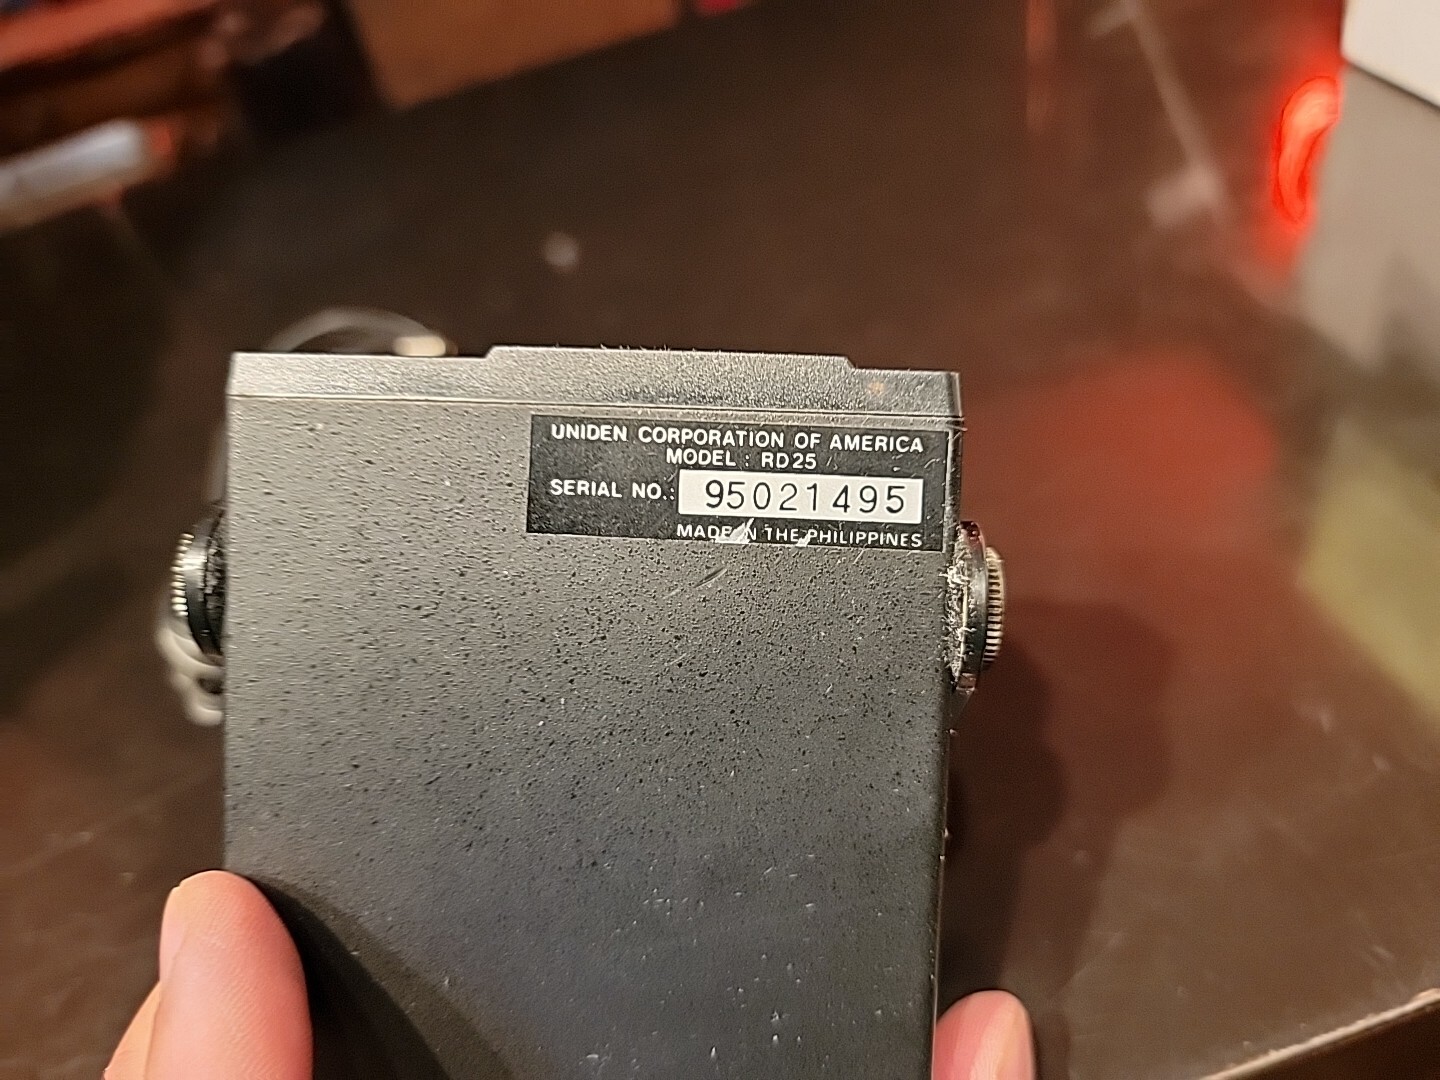 UNIDEN CORPORATION OF AMERICA
MODEL : RD25
SERIAL NO.: 95021495
MADE IN THE PHILIPPINES